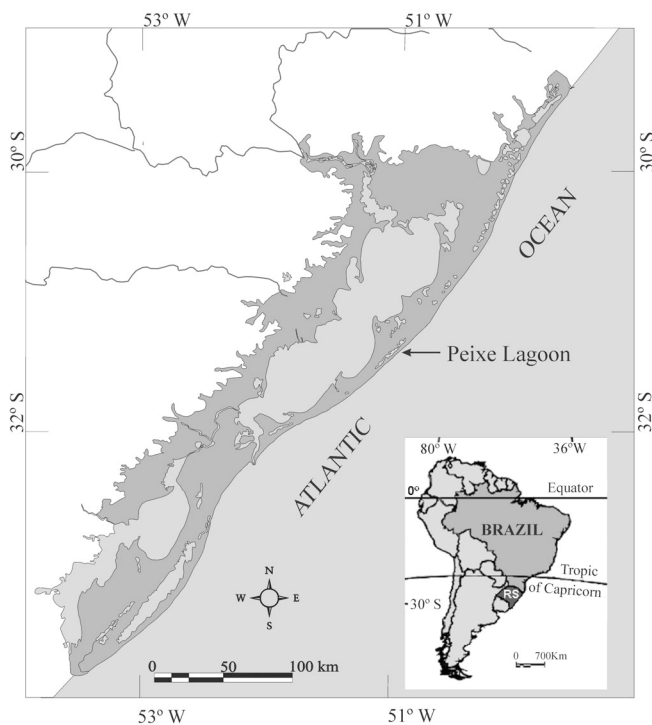 53º W
51º W
30º S
30º S
OCEAN
Peixe Lagoon
32º S
32º S
ATLANTIC
80º W
36º W
0º
Equator
BRAZIL
Tropic
of Capricorn
RS
30º S
0
700Km
N
W
E
S
0
50
100 km
53º W
51º W